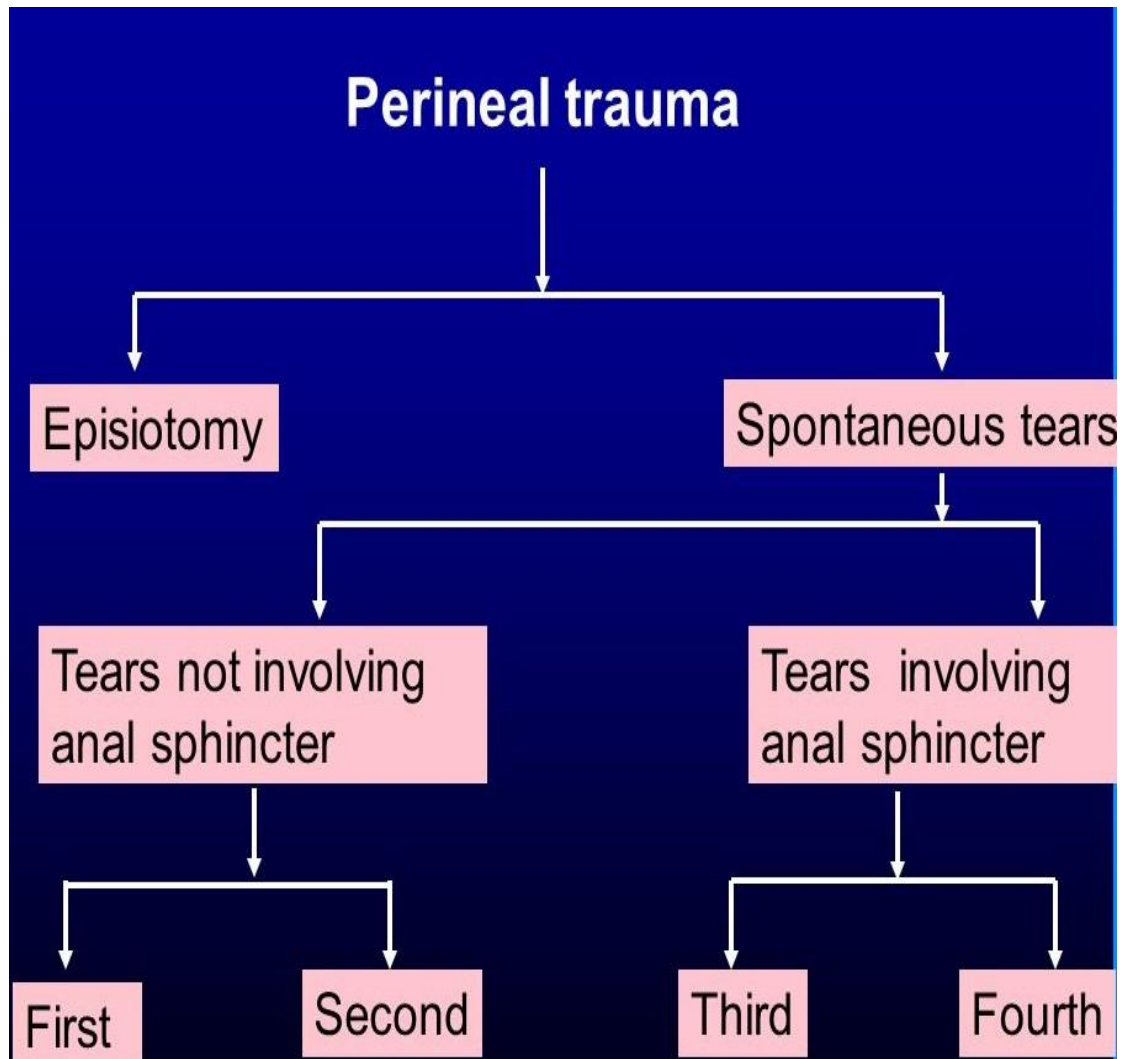 Perineal trauma
Episiotomy
Spontaneous tears
Tears not involving
anal sphincter
Tears involving
anal sphincter
First
Second
Third
Fourth